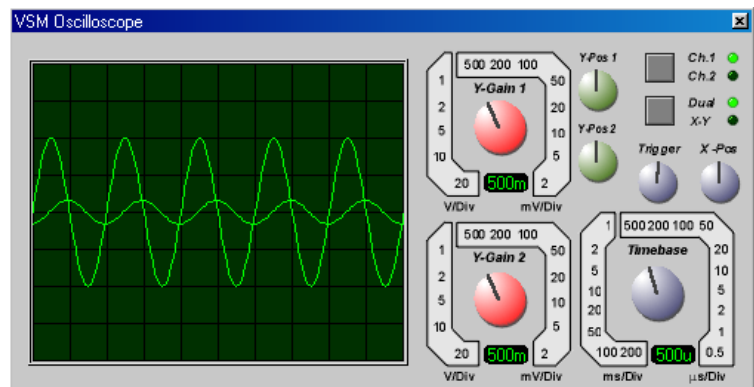 VSM Oscilloscope
500 200 100
1
2
5
10
20
50
20
10
5
2
Y-Gain 1
500m
V/Div
mV/Div
Y-Pos 1
Y-Pos2
Ch.1
Ch.2
Dual
X-Y
Trigger
X -Pos
500 200 100
1
2
5
10
20
50
20
10
5
2
Y-Gain 2
500m
V/Div
mV/Div
1
500 200 100 50
2
5
10
20
50
100 200
20
10
5
2
1
0.5
Timebase
500u
ms/Div
µs/Div